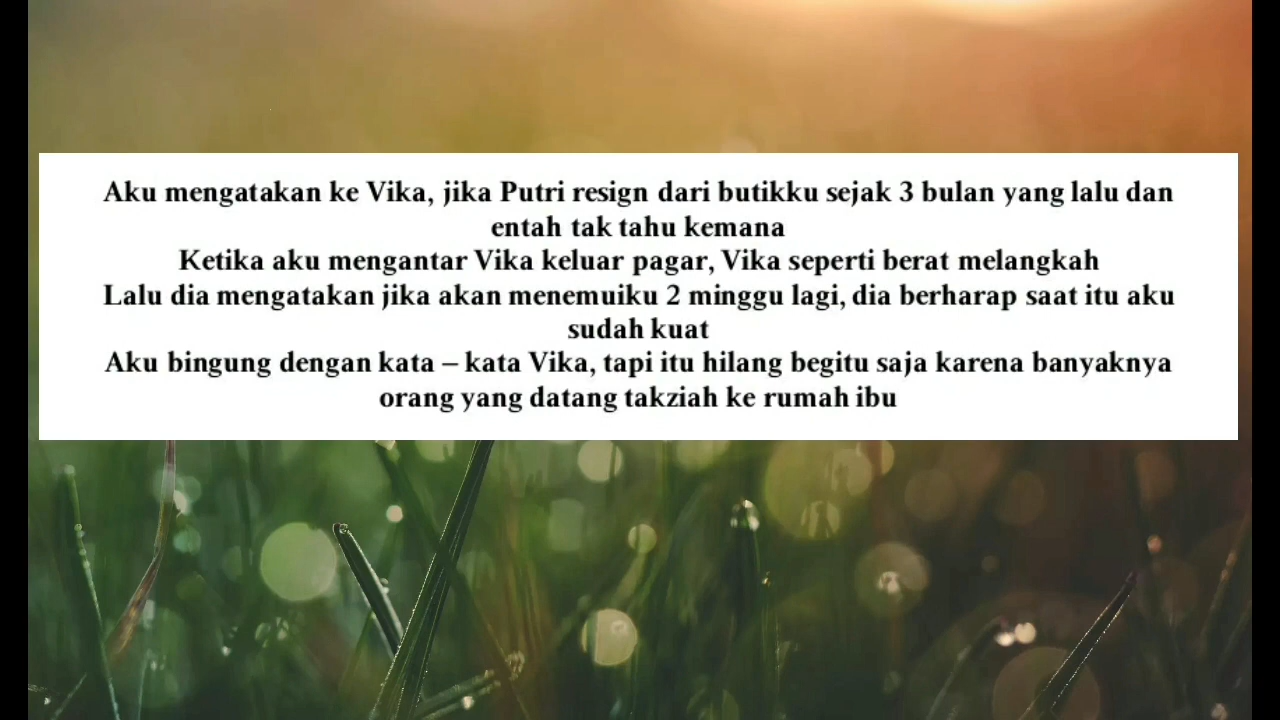 Aku mengatakan ke Vika, jika Putri resign dari butikku sejak 3 bulan yang lalu dan
entah tak tahu kemana
Ketika aku mengantar Vika keluar pagar, Vika seperti berat melangkah
Lalu dia mengatakan jika akan menemuiku 2 minggu lagi, dia berharap saat itu aku
sudah kuat
Aku bingung dengan kata – kata Vika, tapi itu hilang begitu saja karena banyaknya
orang yang datang takziah ke rumah ibu